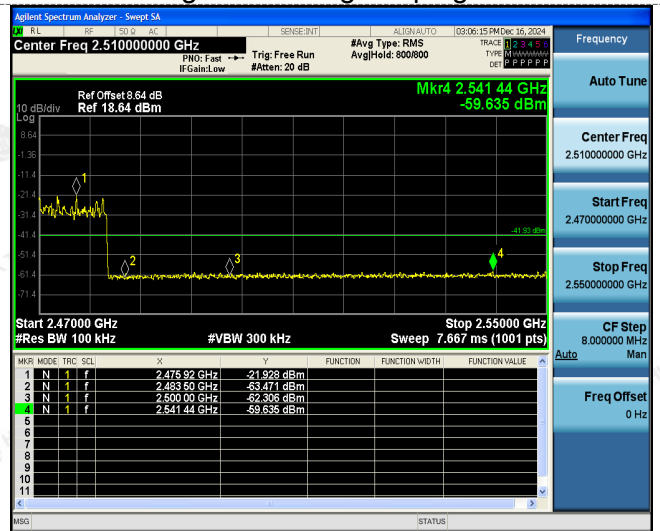 Agilent Spectrum Analyzer - Swept SA
RL RF 50 Ω AC SENSE:INT ALIGNAUTO 03:06:15 PM Dec 16, 2024
Center Freq 2.510000000 GHz
PNO: Fast
IFGain:Low
Trig: Free Run
#Atten: 20 dB
#Avg Type: RMS
Avg|Hold: 800/800
TRACE 1 2 3 4 5 6
TYPE M
DET P P P P P P
Mkr4 2.541 44 GHz
-59.635 dBm
Ref Offset 8.64 dB
Ref 18.64 dBm
10 dB/div
Log
8.64
-1.36
-11.4
-21.4
-31.4
-41.4
-51.4
-61.4
-71.4
1
2
3
4
-41.93 dBm
Start 2.47000 GHz
Stop 2.55000 GHz
#Res BW 100 kHz
#VBW 300 kHz
Sweep 7.667 ms (1001 pts)
MKR MODE TRC SCL X Y FUNCTION FUNCTION WIDTH FUNCTION VALUE
1 N 1 f 2.475 92 GHz -21.928 dBm
2 N 1 f 2.483 50 GHz -63.471 dBm
3 N 1 f 2.500 00 GHz -62.306 dBm
4 N 1 f 2.541 44 GHz -59.635 dBm
5
6
7
8
9
10
11
MSG
STATUS
Frequency
Auto Tune
Center Freq
2.510000000 GHz
Start Freq
2.470000000 GHz
Stop Freq
2.550000000 GHz
CF Step
8.000000 MHz
Auto Man
Freq Offset
0 Hz